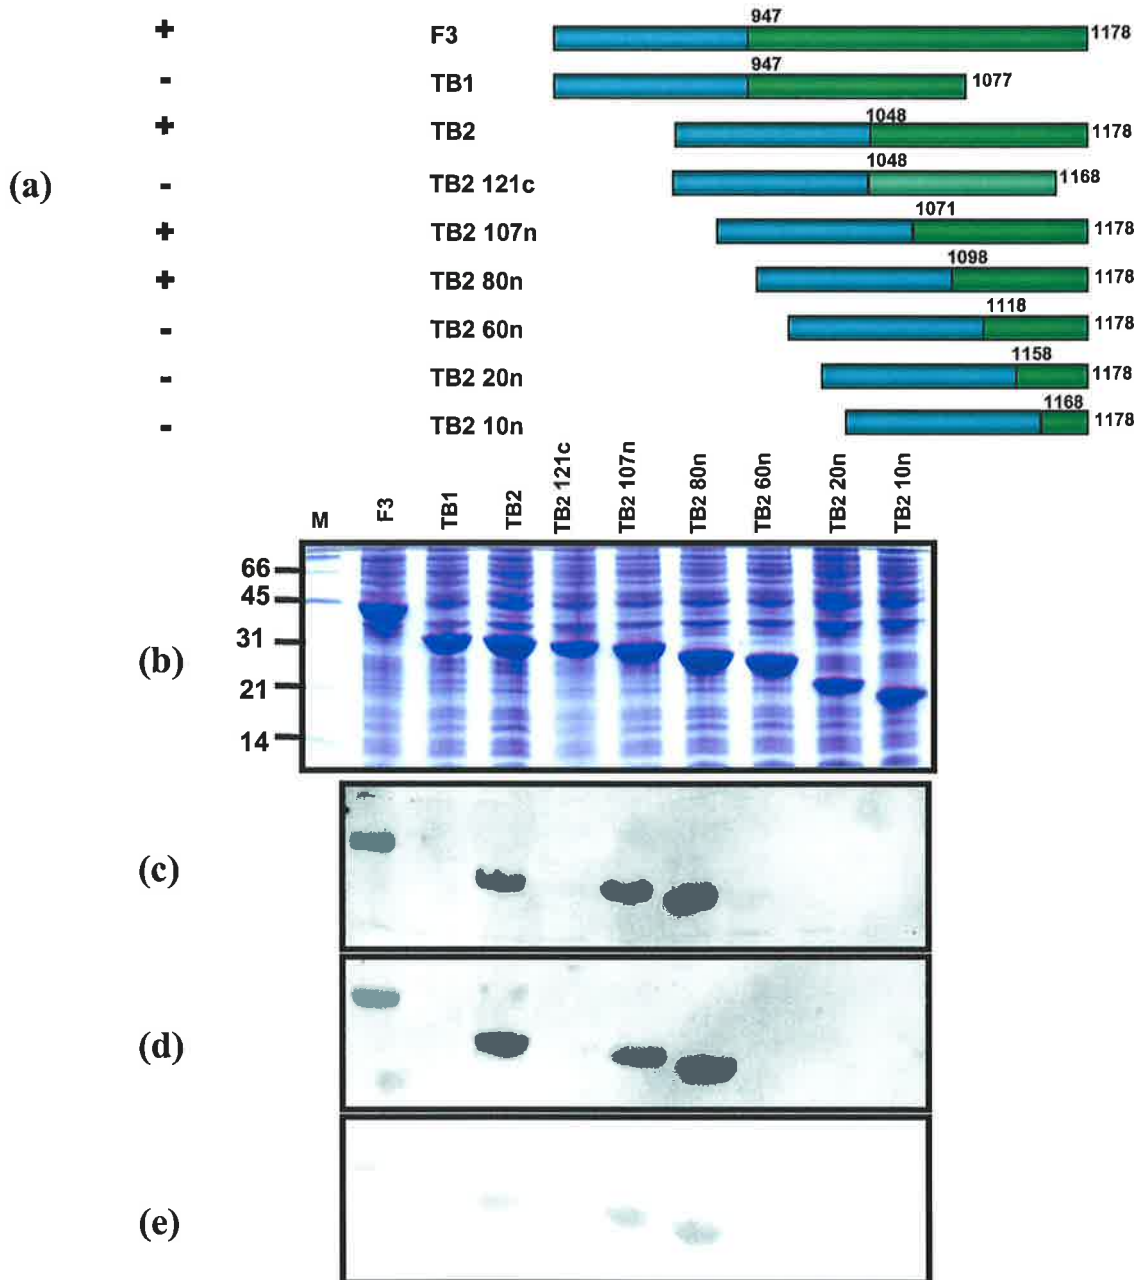 947
+ F3 1178
947
- TB1 1077
1048
+ TB2 1178
1048
(a) - TB2 121c 1168
1071
+ TB2 107n 1178
1098
+ TB2 80n 1178
1118
- TB2 60n 1178
1158
- TB2 20n 1178
1168
- TB2 10n 1178
M F3 TB1 TB2 TB2 121c TB2 107n TB2 80n TB2 60n TB2 20n TB2 10n
66
45
31
(b)
21
14
(c)
(d)
(e)